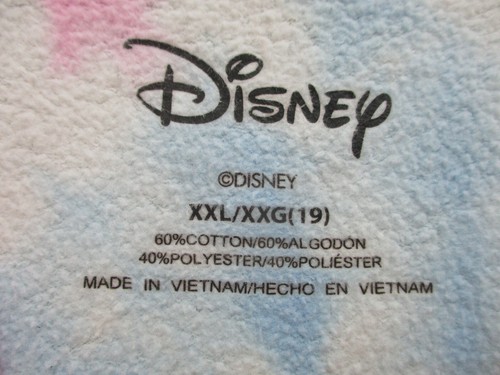 Disney
©DISNEY
XXL/XXG(19)
60%COTTON/60%ALGODÓN
40%POLYESTER/40%POLIÉSTER
MADE IN VIETNAM/HECHO EN VIETNAM